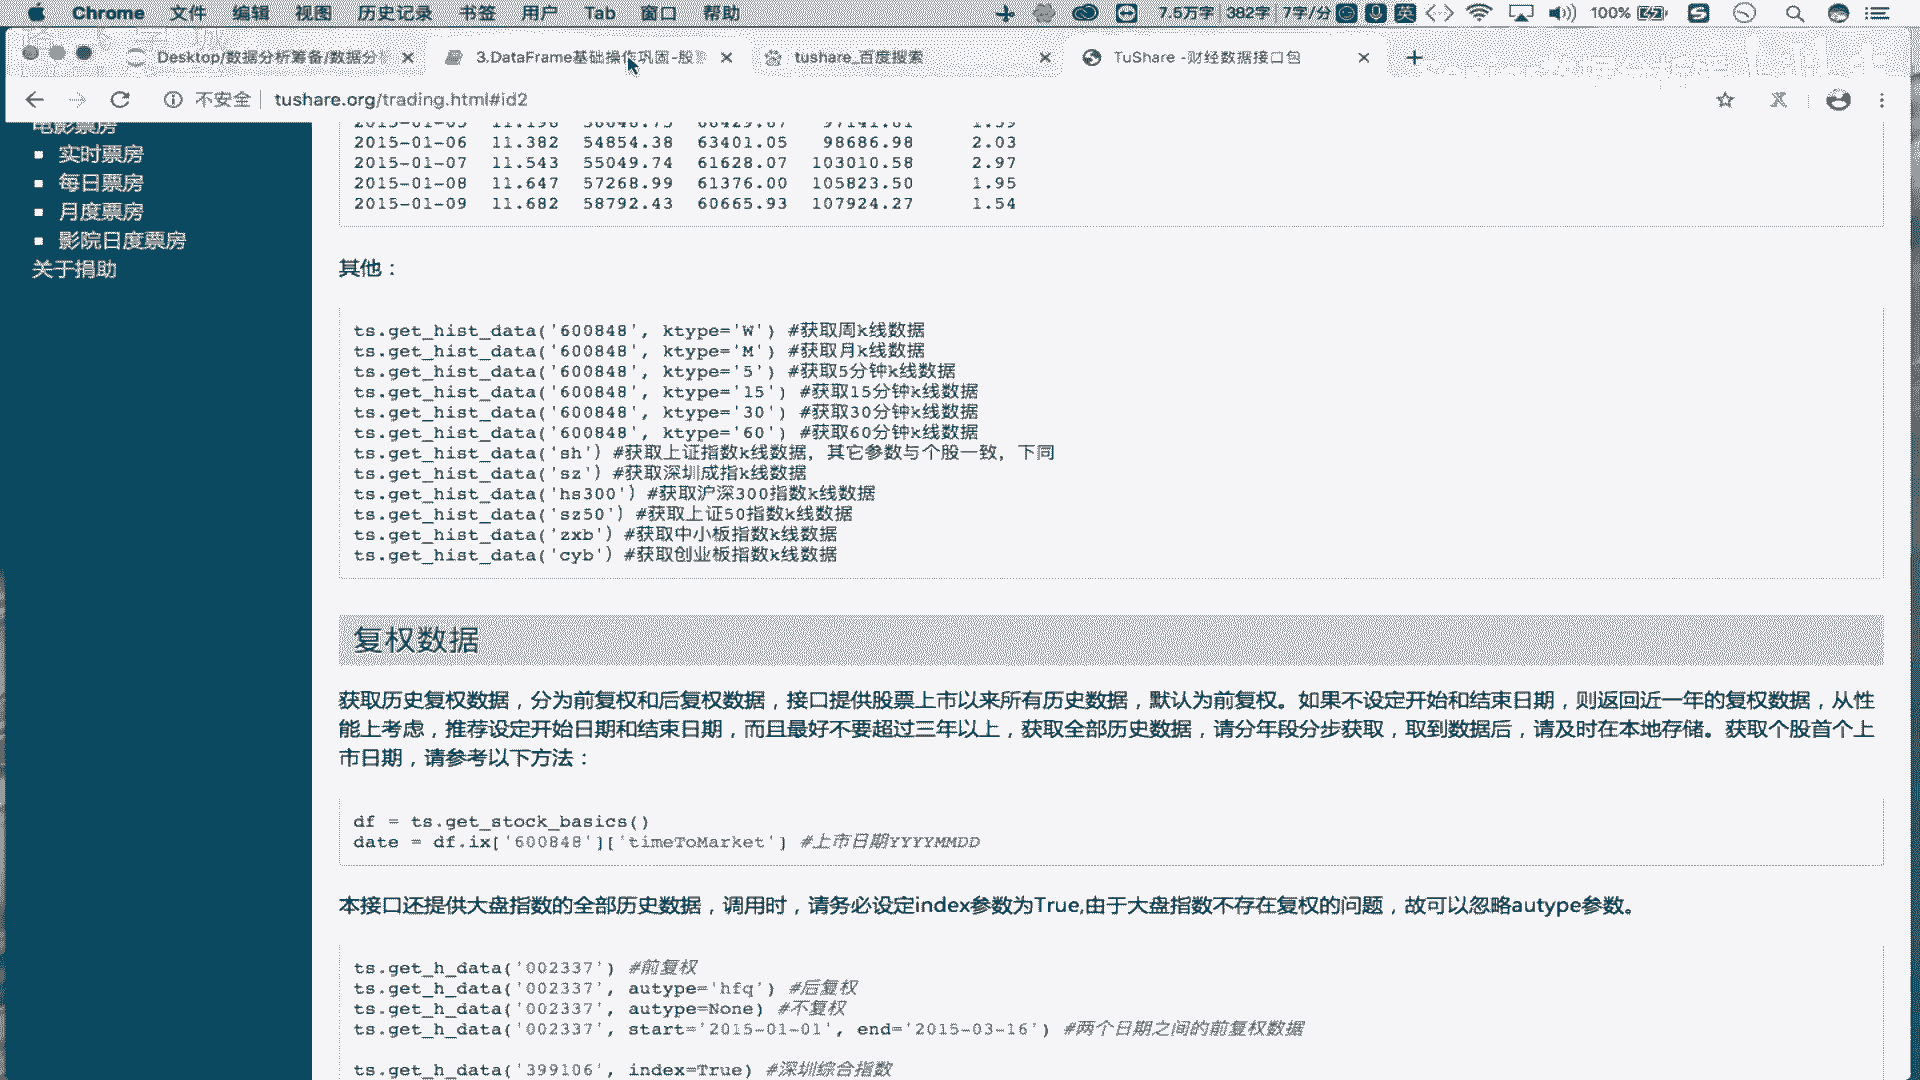 Chrome 文件 编辑 视图 历史记录 书签 用户 Tab 窗口 帮助 7.5万字 382字 7字/分 英 100%
Desktop/数据分析筹备/数据分 3.DataFrame基础操作巩固-股 tushare_百度搜索 TuShare -财经数据接口包
不安全 tushare.org/trading.html#id2
电影票房
实时票房
每日票房
月度票房
影院日度票房
关于捐助
2015-01-06 11.382 54854.38 63401.05 98686.98 2.03
2015-01-07 11.543 55049.74 61628.07 103010.58 2.97
2015-01-08 11.647 57268.99 61376.00 105823.50 1.95
2015-01-09 11.682 58792.43 60665.93 107924.27 1.54
其他：
ts.get_hist_data('600848', ktype='W') #获取周k线数据
ts.get_hist_data('600848', ktype='M') #获取月k线数据
ts.get_hist_data('600848', ktype='5') #获取5分钟k线数据
ts.get_hist_data('600848', ktype='15') #获取15分钟k线数据
ts.get_hist_data('600848', ktype='30') #获取30分钟k线数据
ts.get_hist_data('600848', ktype='60') #获取60分钟k线数据
ts.get_hist_data('sh') #获取上证指数k线数据，其它参数与个股一致，下同
ts.get_hist_data('sz') #获取深圳成指k线数据
ts.get_hist_data('hs300') #获取沪深300指数k线数据
ts.get_hist_data('sz50') #获取上证50指数k线数据
ts.get_hist_data('zxb') #获取中小板指数k线数据
ts.get_hist_data('cyb') #获取创业板指数k线数据
复权数据
获取历史复权数据，分为前复权和后复权数据，接口提供股票上市以来所有历史数据，默认为前复权。如果不设定开始和结束日期，则返回近一年的复权数据，从性
能上考虑，推荐设定开始日期和结束日期，而且最好不要超过三年以上，获取全部历史数据，请分年段分步获取，取到数据后，请及时在本地存储。获取个股首个上
市日期，请参考以下方法：
df = ts.get_stock_basics()
date = df.ix['600848']['timeToMarket'] #上市日期YYYYMMDD
本接口还提供大盘指数的全部历史数据，调用时，请务必设定index参数为True,由于大盘指数不存在复权的问题，故可以忽略autype参数。
ts.get_h_data('002337') #前复权
ts.get_h_data('002337', autype='hfq') #后复权
ts.get_h_data('002337', autype=None) #不复权
ts.get_h_data('002337', start='2015-01-01', end='2015-03-16') #两个日期之间的前复权数据
ts.get_h_data('399106', index=True) #深圳综合指数